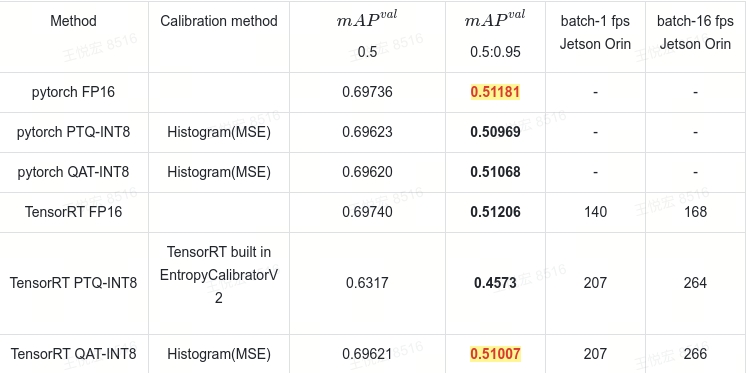 Method Calibration method mAP^val mAP^val batch-1 fps batch-16 fps
0.5 0.5:0.95 Jetson Orin Jetson Orin
pytorch FP16 0.69736 0.51181 - -
pytorch PTQ-INT8 Histogram(MSE) 0.69623 0.50969 - -
pytorch QAT-INT8 Histogram(MSE) 0.69620 0.51068 - -
TensorRT FP16 0.69740 0.51206 140 168
TensorRT built in
EntropyCalibratorV
2
TensorRT PTQ-INT8 0.6317 0.4573 207 264
TensorRT QAT-INT8 Histogram(MSE) 0.69621 0.51007 207 266
王悦宏 8516